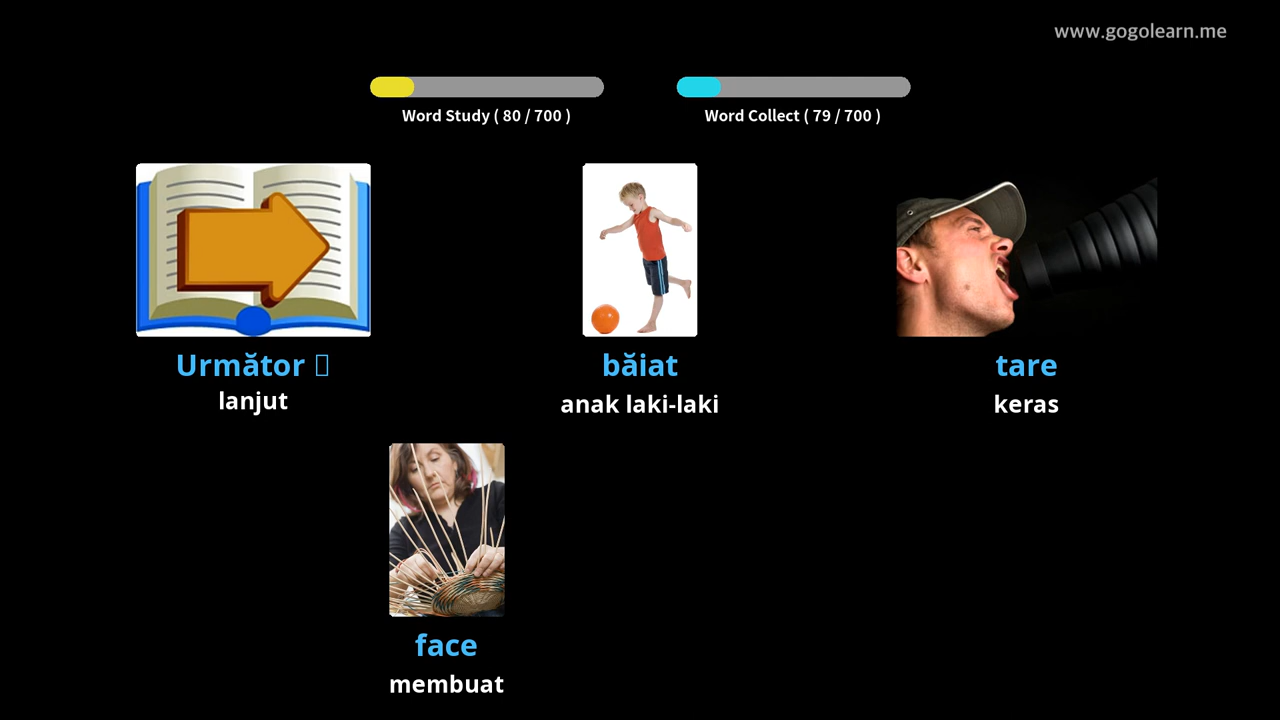 www.gogolearn.me
Word Study ( 80 / 700 )
Word Collect ( 79 / 700 )
Următor
băiat
tare
lanjut
anak laki-laki
keras
face
membuat